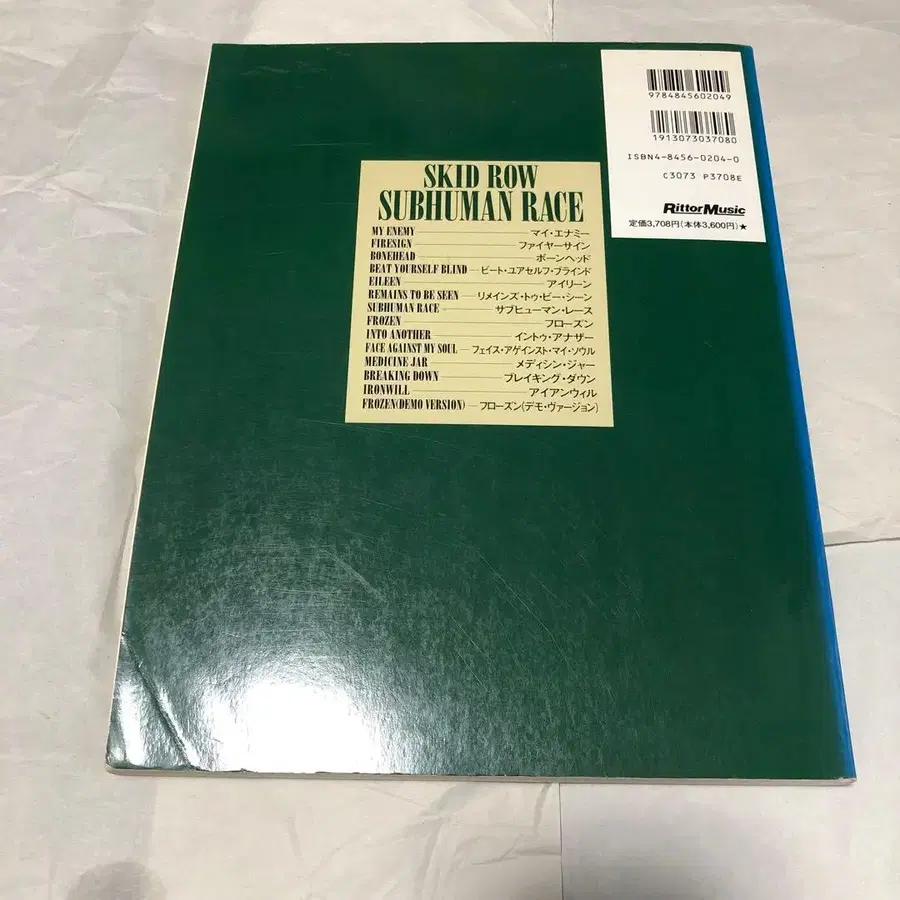 9784845602049
1913073037080
ISBN4-8456-0204-0
C3073 P3708E
RittorMusic
定価3,708円(本体3,600円)★
SKID ROW
SUBHUMAN RACE
MY ENEMY マイ・エナミー
FIRESIGN ファイヤーサイン
BONEHEAD ボーンヘッド
BEAT YOURSELF BLIND ビート・ユアセルフ・ブラインド
EILEEN アイリーン
REMAINS TO BE SEEN リメインズ・トゥ・ビー・シーン
SUBHUMAN RACE サブヒューマン・レース
FROZEN フローズン
INTO ANOTHER イントゥ・アナザー
FACE AGAINST MY SOUL フェイス・アゲインスト・マイ・ソウル
MEDICINE JAR メディシン・ジャー
BREAKING DOWN ブレイキング・ダウン
IRONWILL アイアンウィル
FROZEN(DEMO VERSION) フローズン(デモ・ヴァージョン)